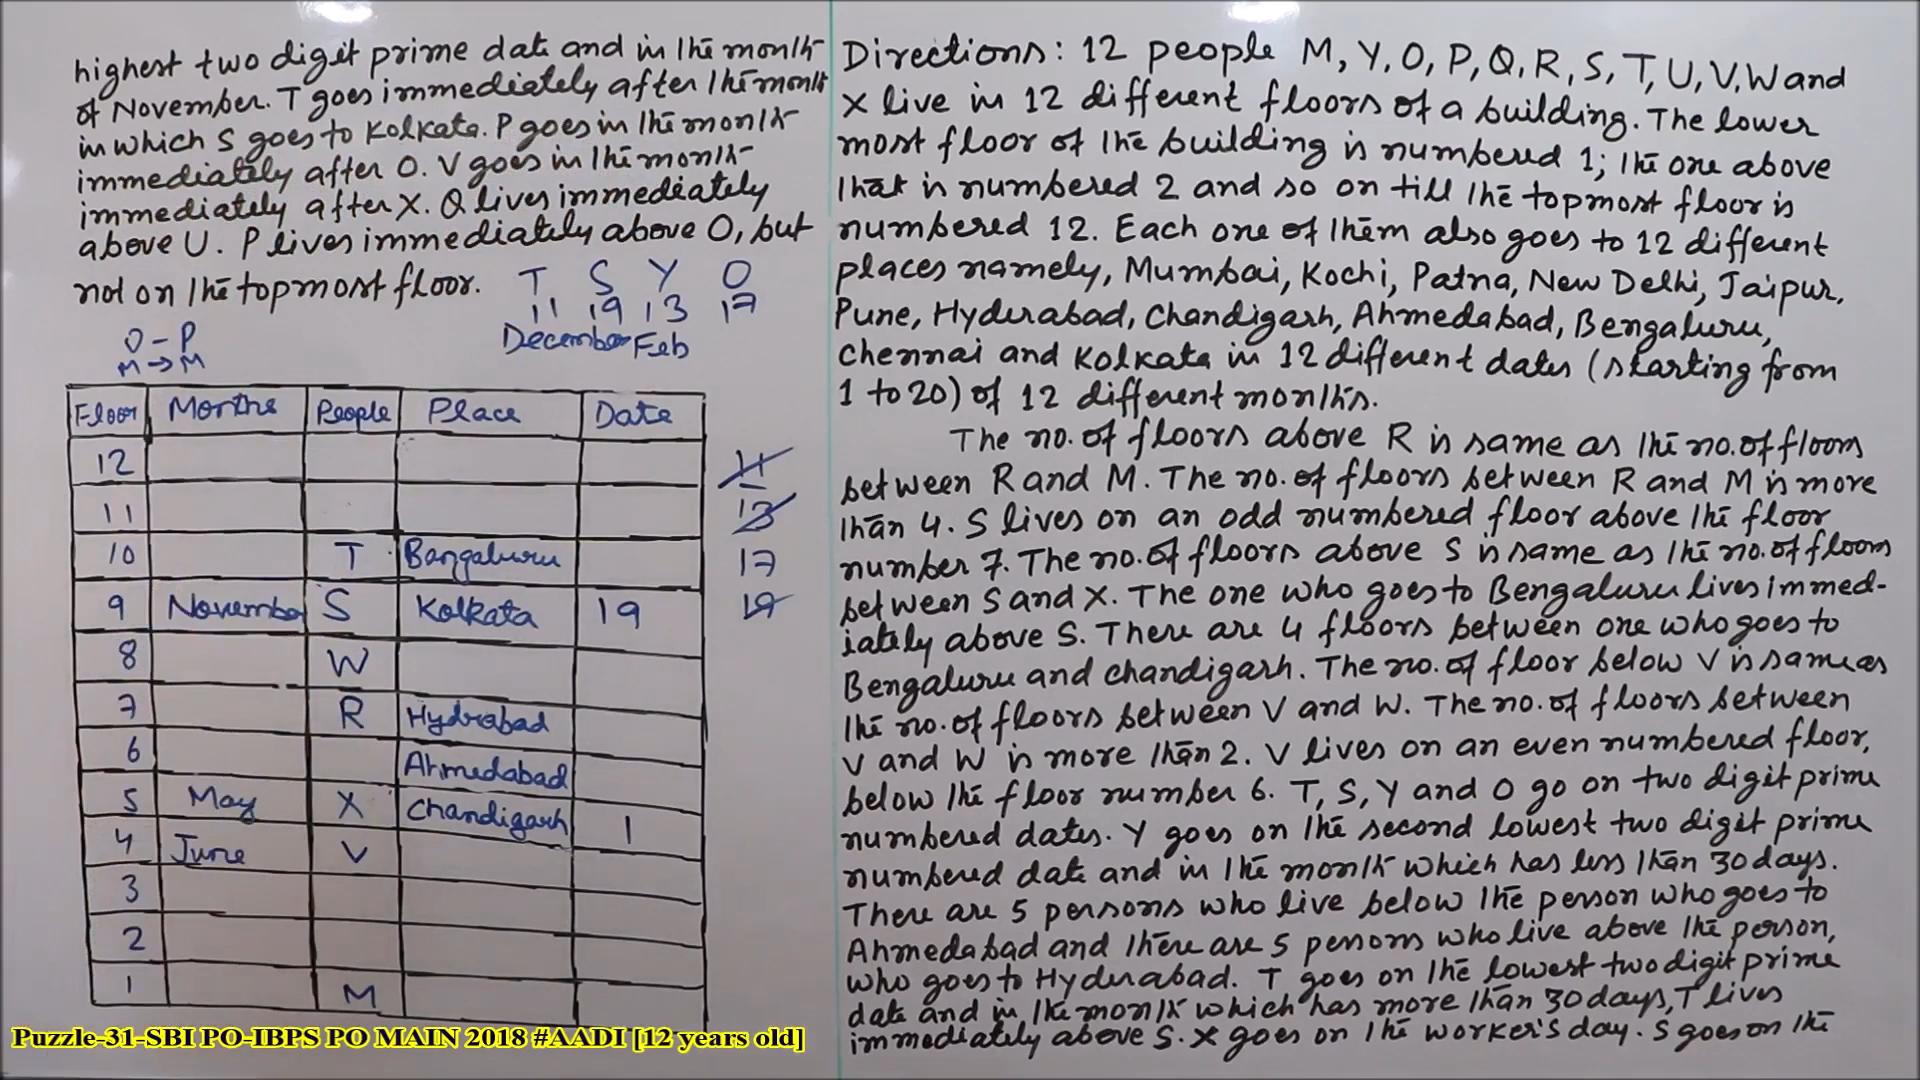 highest two digit prime date and in the month
of November. T goes immediately after the month
in which S goes to Kolkata. P goes in the month
immediately after O. V goes in the month
immediately after X. Q lives immediately
above U. P lives immediately above O, but
not on the topmost floor.
T S Y O
11 19 13 17
December Feb
O - P
M → M
Floor Months People Place Date
12
11
10 T Bangaluru
9 November S Kolkata 19
8 W
7 R Hydrabad
6 Ahmedabad
5 May X Chandigarh 1
4 June V
3
2
1 M
11
13
17
19
Directions: 12 people M, Y, O, P, Q, R, S, T, U, V, W and
X live in 12 different floors of a building. The lower
most floor of the building is numbered 1; the one above
that is numbered 2 and so on till the topmost floor is
numbered 12. Each one of them also goes to 12 different
places namely, Mumbai, Kochi, Patna, New Delhi, Jaipur,
Pune, Hyderabad, Chandigarh, Ahmedabad, Bengaluru,
Chennai and Kolkata in 12 different dates (starting from
1 to 20) of 12 different months.
The no. of floors above R is same as the no. of floors
between R and M. The no. of floors between R and M is more
than 4. S lives on an odd numbered floor above the floor
number 7. The no. of floors above S is same as the no. of floors
between S and X. The one who goes to Bengaluru lives immed-
iately above S. There are 4 floors between one who goes to
Bengaluru and Chandigarh. The no. of floor below V is same as
the no. of floors between V and W. The no. of floors between
V and W is more than 2. V lives on an even numbered floor,
below the floor number 6. T, S, Y and O go on two digit prime
numbered dates. Y goes on the second lowest two digit prime
numbered date and in the month which has less than 30 days.
There are 5 persons who live below the person who goes to
Ahmedabad and there are 5 persons who live above the person,
who goes to Hyderabad. T goes on the lowest two digit prime
date and in the month which has more than 30 days, T lives
immediately above S. X goes on the worker's day. S goes on the
Puzzle-31-SBI PO-IBPS PO MAIN 2018 #AADI [12 years old]